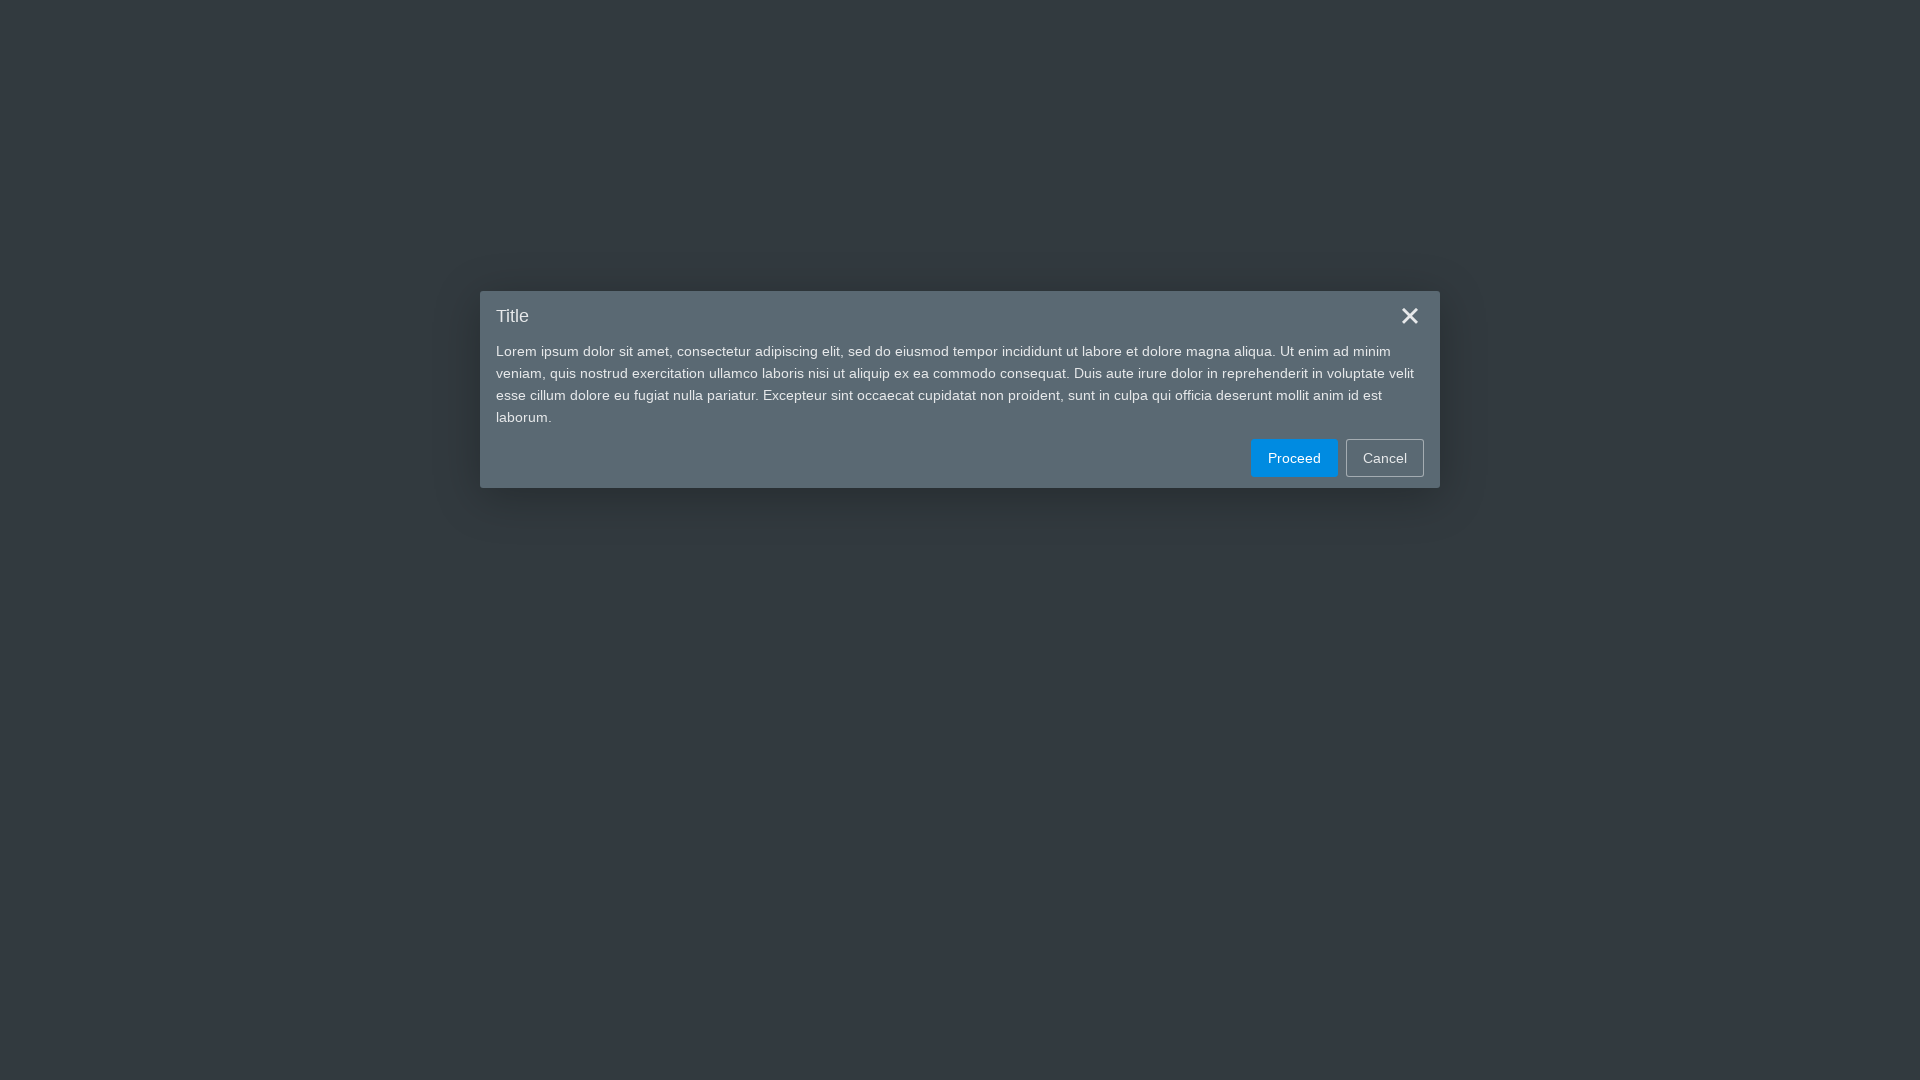 Title
Lorem ipsum dolor sit amet, consectetur adipiscing elit, sed do eiusmod tempor incididunt ut labore et dolore magna aliqua. Ut enim ad minim
veniam, quis nostrud exercitation ullamco laboris nisi ut aliquip ex ea commodo consequat. Duis aute irure dolor in reprehenderit in voluptate velit
esse cillum dolore eu fugiat nulla pariatur. Excepteur sint occaecat cupidatat non proident, sunt in culpa qui officia deserunt mollit anim id est
laborum.
Proceed Cancel